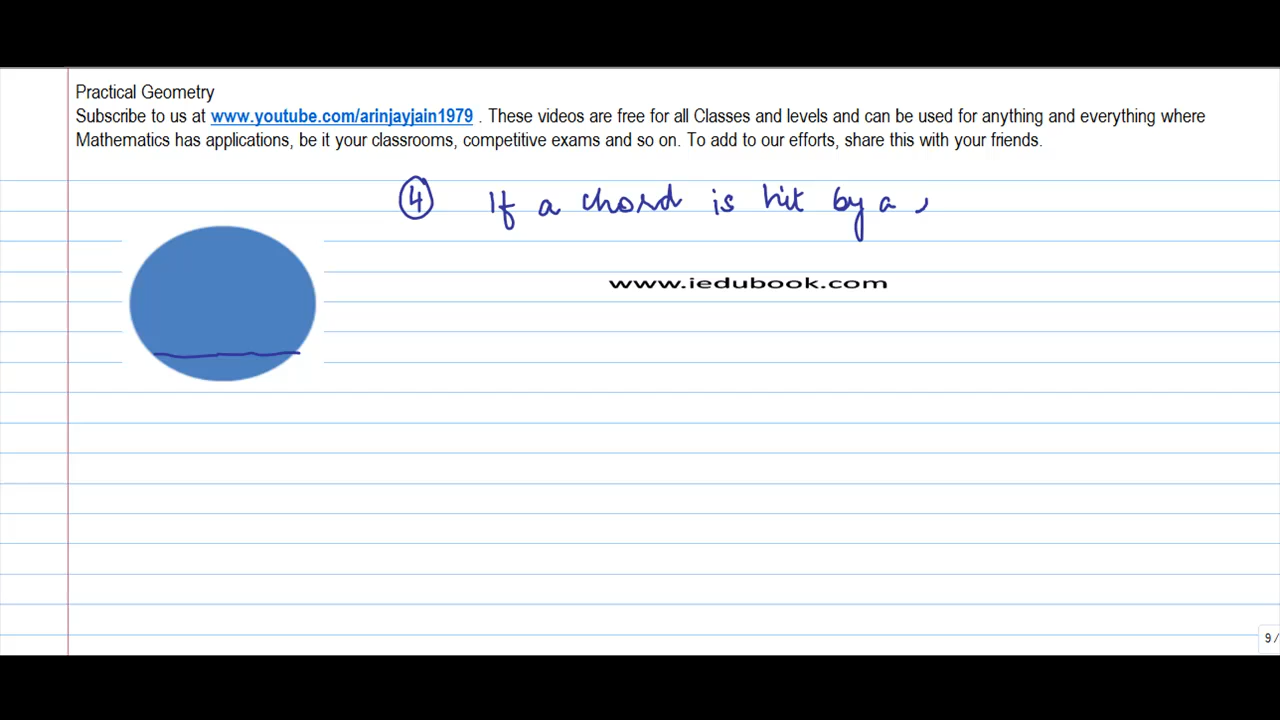 Practical Geometry
Subscribe to us at www.youtube.com/arinjayjain1979 . These videos are free for all Classes and levels and can be used for anything and everything where
Mathematics has applications, be it your classrooms, competitive exams and so on. To add to our efforts, share this with your friends.
4 If a chord is hit by a
www.iedubook.com
9 /